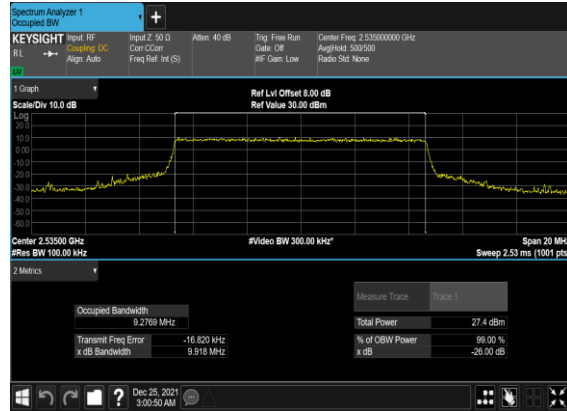 Spectrum Analyzer 1
Occupied BW
+
KEYSIGHT Input: RF Input Z: 50 Ω Atten: 40 dB Trig: Free Run Center Freq: 2.535000000 GHz
RL Coupling: DC Corr CCorr Gate: Off Avg|Hold: 500/500
Align: Auto Freq Ref: Int (S) #IF Gain: Low Radio Std: None
1 Graph
Scale/Div 10.0 dB Ref Lvl Offset 8.00 dB
Ref Value 30.00 dBm
Log
20.0
10.0
0.00
-10.0
-20.0
-30.0
-40.0
-50.0
-60.0
Center 2.53500 GHz #Video BW 300.00 kHz* Span 20 MHz
#Res BW 100.00 kHz Sweep 2.53 ms (1001 pts)
2 Metrics
Measure Trace Trace 1
Occupied Bandwidth
9.2769 MHz Total Power 27.4 dBm
Transmit Freq Error -16.820 kHz % of OBW Power 99.00 %
x dB Bandwidth 9.918 MHz x dB -26.00 dB
? Dec 25, 2021
3:00:50 AM